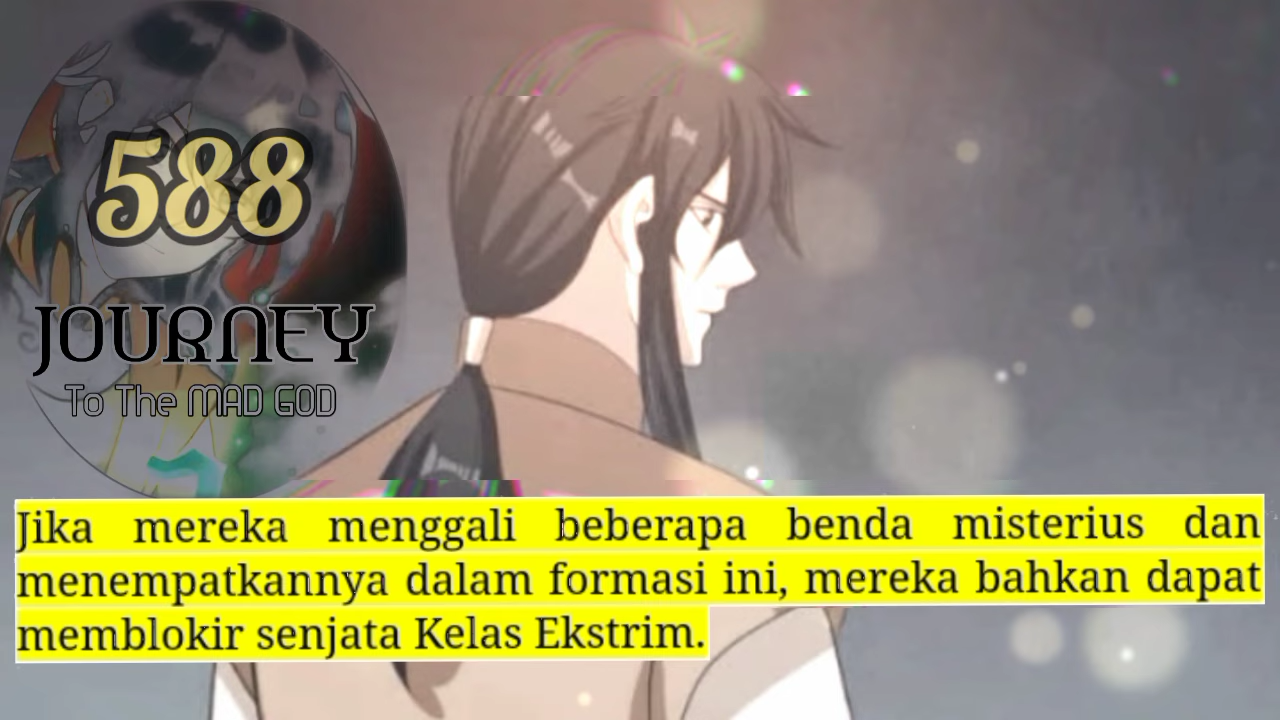 588
JOURNEY
To The MAD GOD
Jika mereka menggali beberapa benda misterius dan
menempatkannya dalam formasi ini, mereka bahkan dapat
memblokir senjata Kelas Ekstrim.